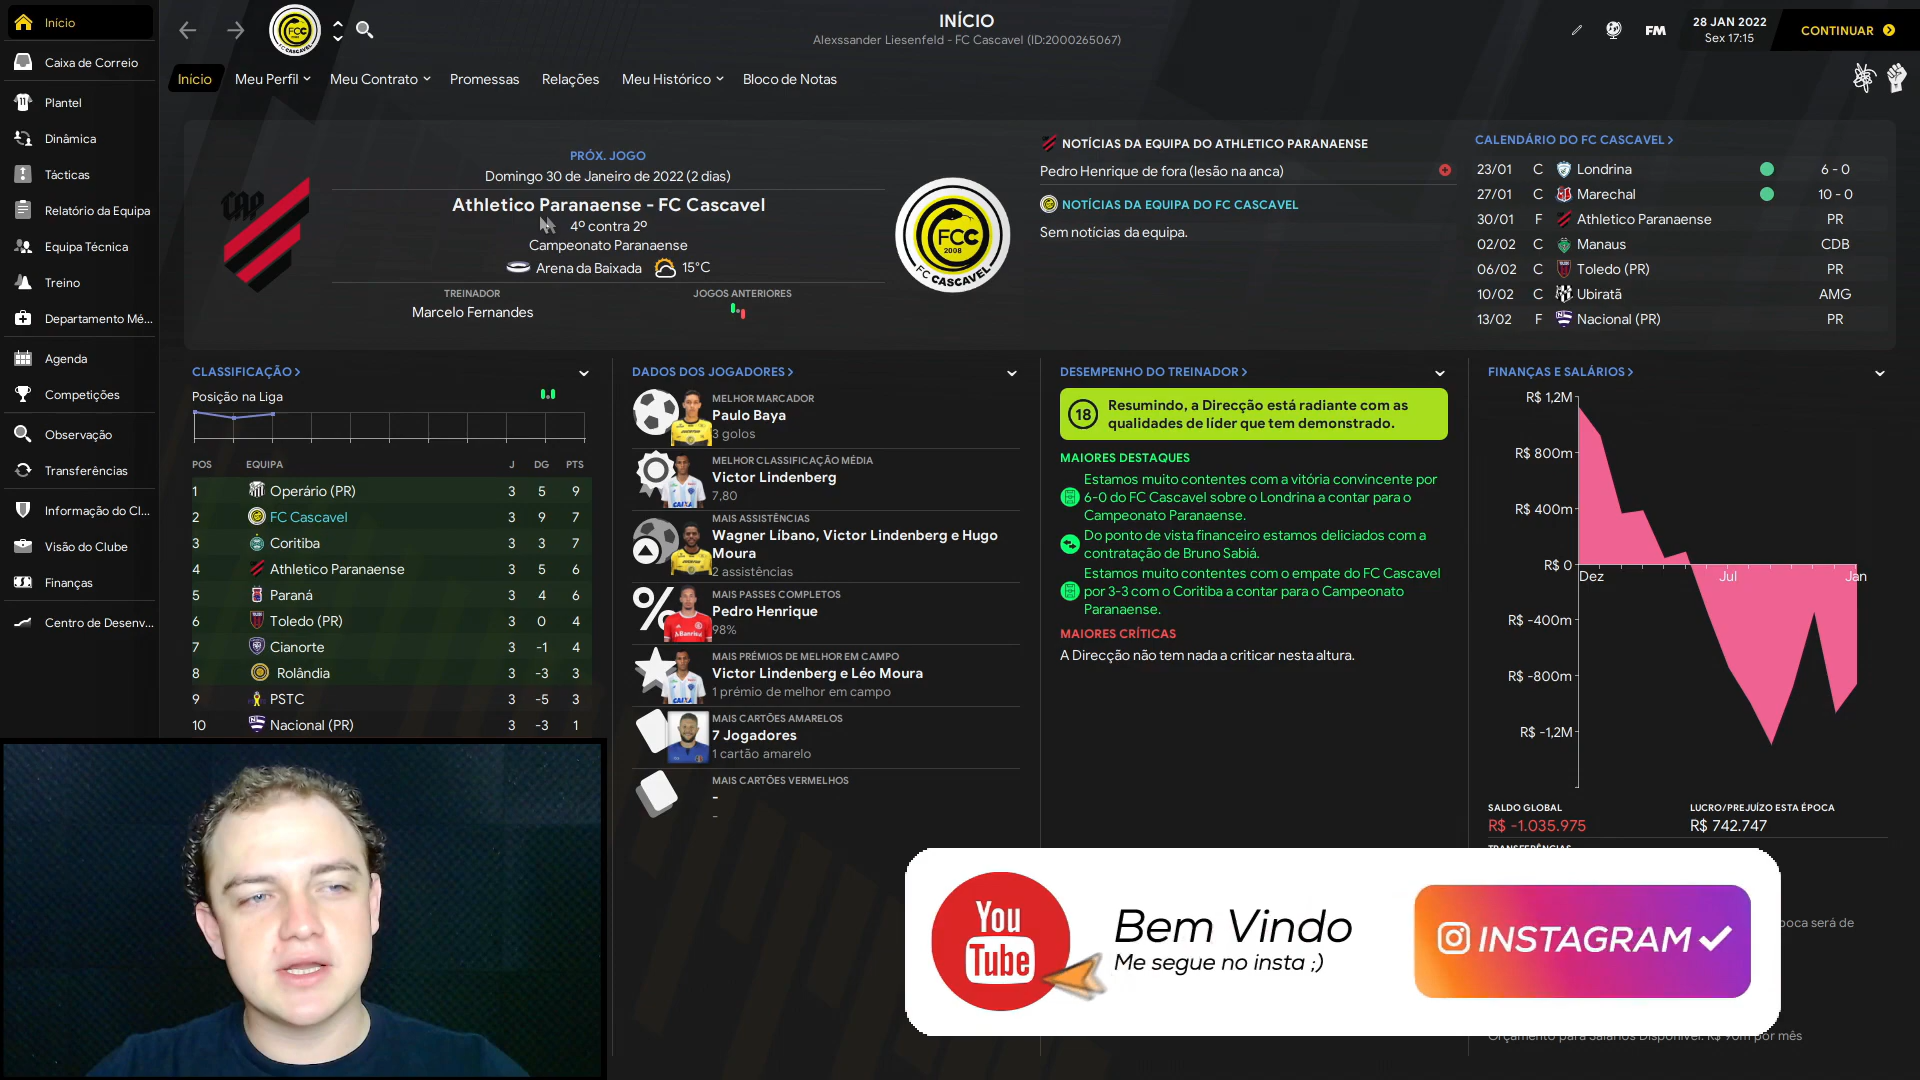 Início
Caixa de Correio
Plantel
Dinâmica
Tácticas
Relatório da Equipa
Equipa Técnica
Treino
Departamento Mé...
Agenda
Competições
Observação
Transferências
Informação do Cl...
Visão do Clube
Finanças
Centro de Desenv...
INÍCIO
Alexssander Liesenfeld - FC Cascavel (ID:2000265067)
FM
28 JAN 2022
Sex 17:15
CONTINUAR
Início
Meu Perfil
Meu Contrato
Promessas
Relações
Meu Histórico
Bloco de Notas
PRÓX. JOGO
Domingo 30 de Janeiro de 2022 (2 dias)
Athletico Paranaense - FC Cascavel
4º contra 2º
Campeonato Paranaense
Arena da Baixada 15°C
TREINADOR
Marcelo Fernandes
JOGOS ANTERIORES
CAP
FCC
2008
FC CASCAVEL
NOTÍCIAS DA EQUIPA DO ATHLETICO PARANAENSE
Pedro Henrique de fora (lesão na anca)
NOTÍCIAS DA EQUIPA DO FC CASCAVEL
Sem notícias da equipa.
CALENDÁRIO DO FC CASCAVEL
23/01 C Londrina 6 - 0
27/01 C Marechal 10 - 0
30/01 F Athletico Paranaense PR
02/02 C Manaus CDB
06/02 C Toledo (PR) PR
10/02 C Ubiratã AMG
13/02 F Nacional (PR) PR
CLASSIFICAÇÃO
Posição na Liga
POS EQUIPA J DG PTS
1 Operário (PR) 3 5 9
2 FC Cascavel 3 9 7
3 Coritiba 3 3 7
4 Athletico Paranaense 3 5 6
5 Paraná 3 4 6
6 Toledo (PR) 3 0 4
7 Cianorte 3 -1 4
8 Rolândia 3 -3 3
9 PSTC 3 -5 3
10 Nacional (PR) 3 -3 1
DADOS DOS JOGADORES
MELHOR MARCADOR
Paulo Baya
3 golos
MELHOR CLASSIFICAÇÃO MÉDIA
Victor Lindenberg
7,80
MAIS ASSISTÊNCIAS
Wagner Líbano, Victor Lindenberg e Hugo
Moura
2 assistências
MAIS PASSES COMPLETOS
Pedro Henrique
98%
MAIS PRÉMIOS DE MELHOR EM CAMPO
Victor Lindenberg e Léo Moura
1 prémio de melhor em campo
MAIS CARTÕES AMARELOS
7 Jogadores
1 cartão amarelo
MAIS CARTÕES VERMELHOS
-
-
DESEMPENHO DO TREINADOR
18
Resumindo, a Direcção está radiante com as
qualidades de líder que tem demonstrado.
MAIORES DESTAQUES
Estamos muito contentes com a vitória convincente por
6-0 do FC Cascavel sobre o Londrina a contar para o
Campeonato Paranaense.
Do ponto de vista financeiro estamos deliciados com a
contratação de Bruno Sabiá.
Estamos muito contentes com o empate do FC Cascavel
por 3-3 com o Coritiba a contar para o Campeonato
Paranaense.
MAIORES CRÍTICAS
A Direcção não tem nada a criticar nesta altura.
FINANÇAS E SALÁRIOS
R$ 1,2M
R$ 800m
R$ 400m
R$ 0
R$ -400m
R$ -800m
R$ -1,2M
Dez Jul Jan
SALDO GLOBAL
R$ -1.035.975
LUCRO/PREJUÍZO ESTA ÉPOCA
R$ 742.747
TRANSFERÊNCIAS
poca será de
Orçamento para Salários Disponível: R$ 90m por mês
You
Tube
Bem Vindo
Me segue no insta ;)
INSTAGRAM